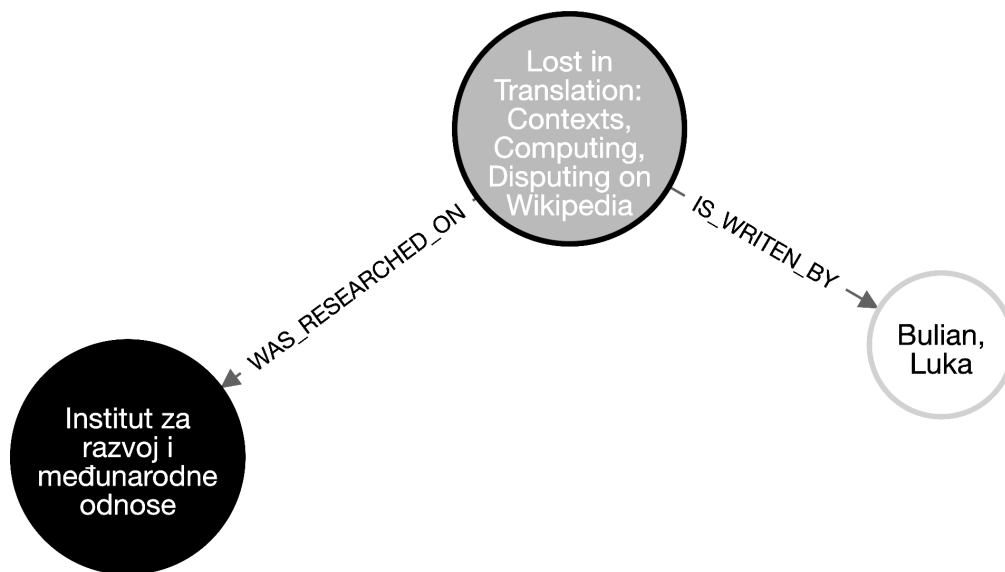 Lost in
Translation:
Contexts,
Computing,
Disputing on
Wikipedia
WAS_RESEARCHED_ON
IS_WRITEN_BY
Bulian,
Luka
Institut za
razvoj i
međunarodne
odnose